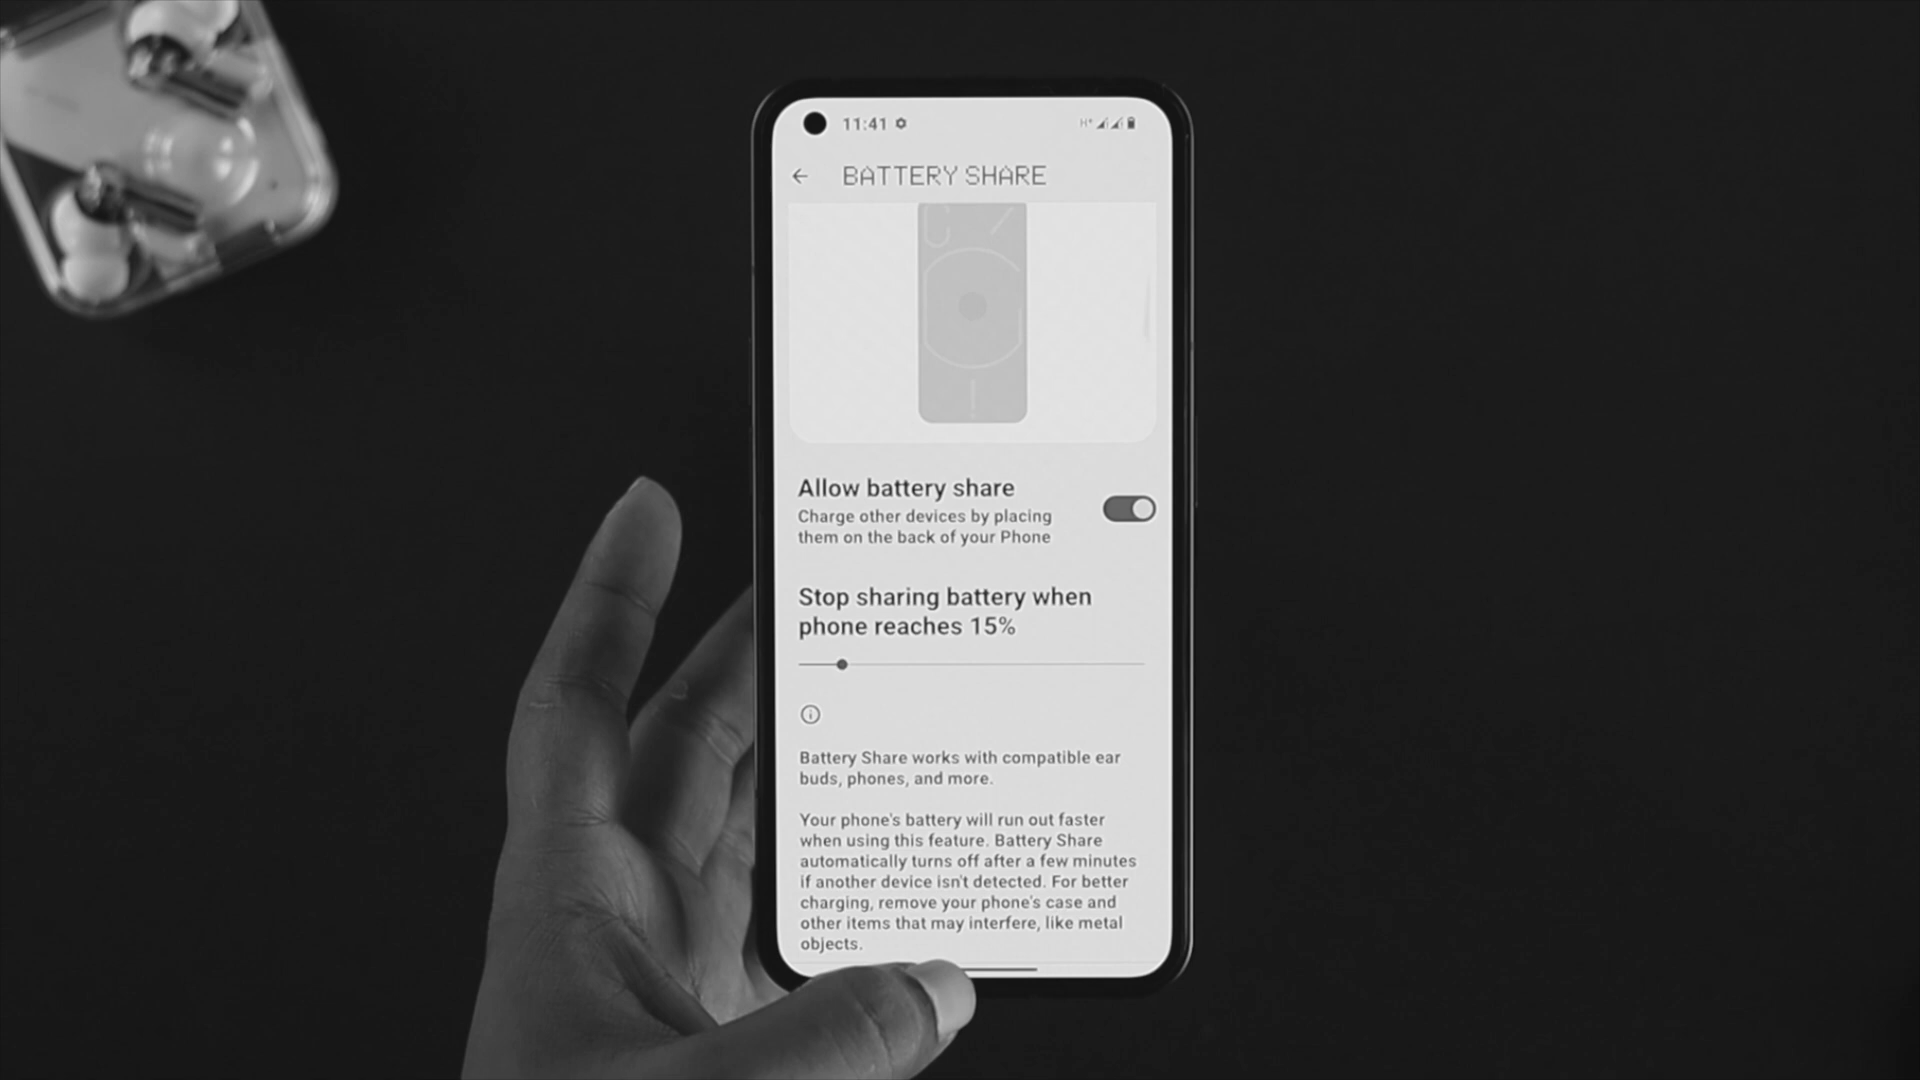 11:41
H+
BATTERY SHARE
Allow battery share
Charge other devices by placing
them on the back of your Phone
Stop sharing battery when
phone reaches 15%
Battery Share works with compatible ear
buds, phones, and more.
Your phone's battery will run out faster
when using this feature. Battery Share
automatically turns off after a few minutes
if another device isn't detected. For better
charging, remove your phone's case and
other items that may interfere, like metal
objects.